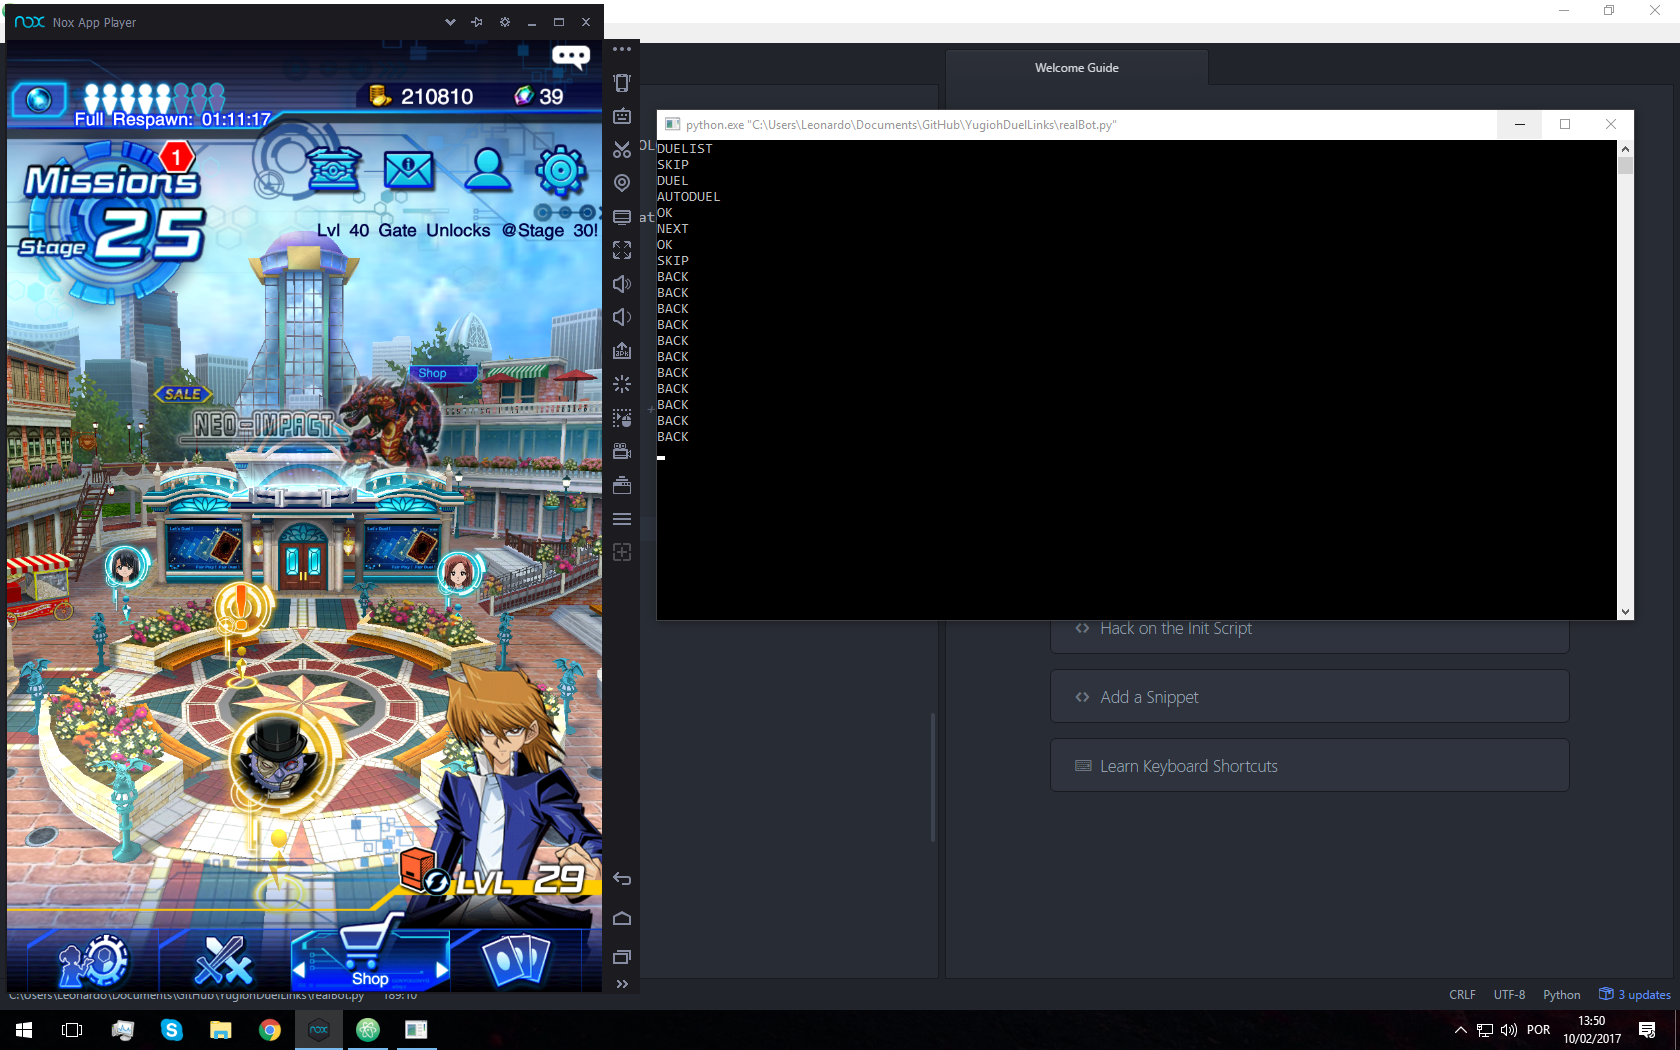 nox Nox App Player
210810
39
Full Respawn: 01:11:17
1
Missions
Stage 25
Lvl 40 Gate Unlocks @Stage 30!
Shop
SALE
NEO-IMPACT
LVL 29
Shop
Welcome Guide
OL
at
+
python.exe "C:\Users\Leonardo\Documents\GitHub\YugiohDuelLinks\realBot.py"
DUELIST
SKIP
DUEL
AUTODUEL
OK
NEXT
OK
SKIP
BACK
BACK
BACK
BACK
BACK
BACK
BACK
BACK
BACK
BACK
BACK
Hack on the Init Script
Add a Snippet
Learn Keyboard Shortcuts
C:\Users\Leonardo\Documents\GitHub\YugiohDuelLinks\realBot.py 189:10
CRLF UTF-8 Python 3 updates
nox
POR
13:50
10/02/2017